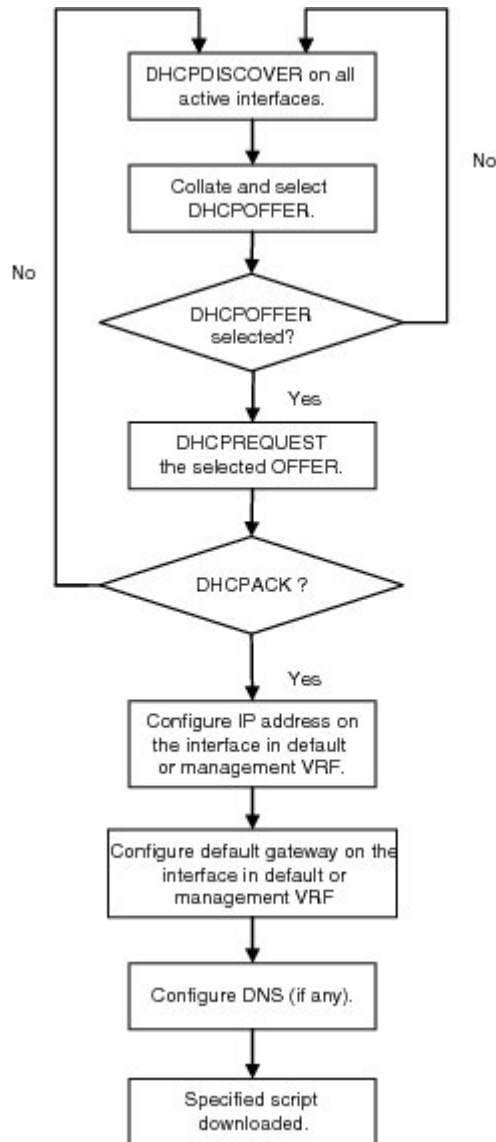 DHCPDISCOVER on all
active interfaces.
No
Collate and select
DHCPOFFER.
No
DHCPOFFER
selected?
Yes
DHCPREQUEST
the selected OFFER.
DHCPACK ?
Yes
Configure IP address on
the interface in default
or management VRF.
Configure default gateway on the
interface in default or
management VRF
Configure DNS (if any).
Specified script
downloaded.